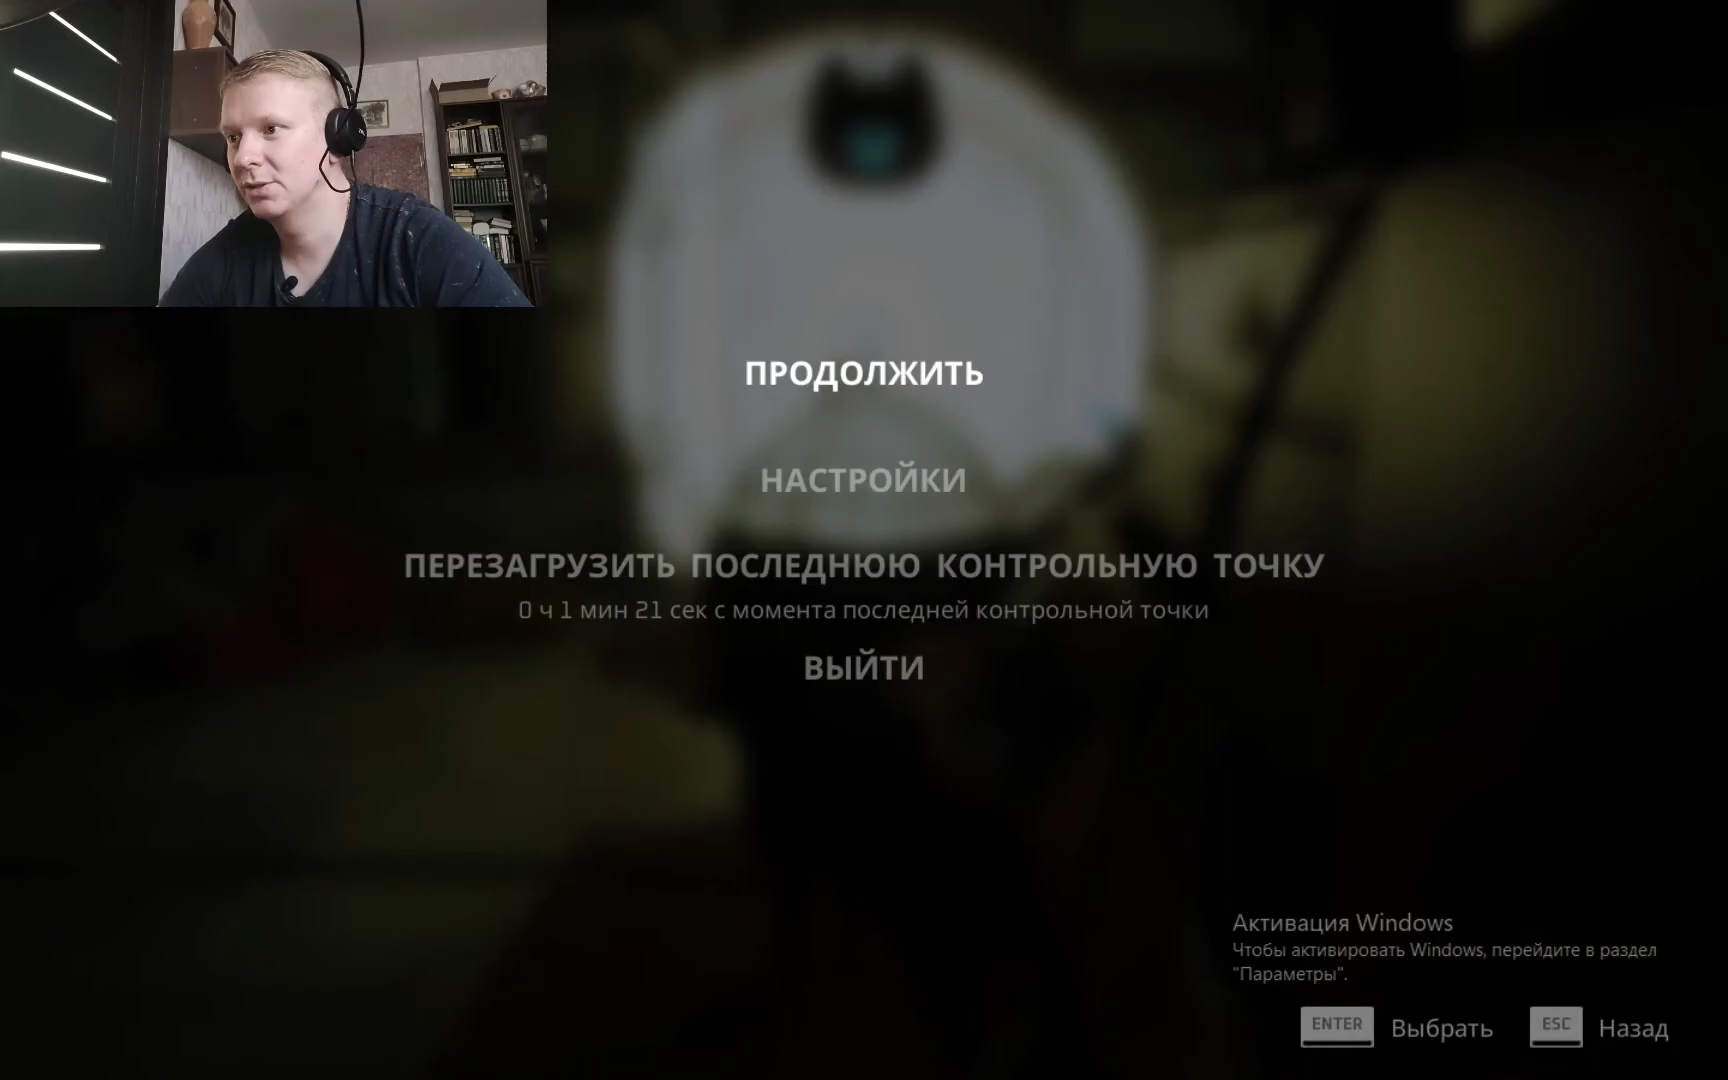 ПРОДОЛЖИТЬ
НАСТРОЙКИ
ПЕРЕЗАГРУЗИТЬ ПОСЛЕДНЮЮ КОНТРОЛЬНУЮ ТОЧКУ
0 ч 1 мин 21 сек с момента последней контрольной точки
ВЫЙТИ
Активация Windows
Чтобы активировать Windows, перейдите в раздел
"Параметры".
ENTER Выбрать ESC Назад